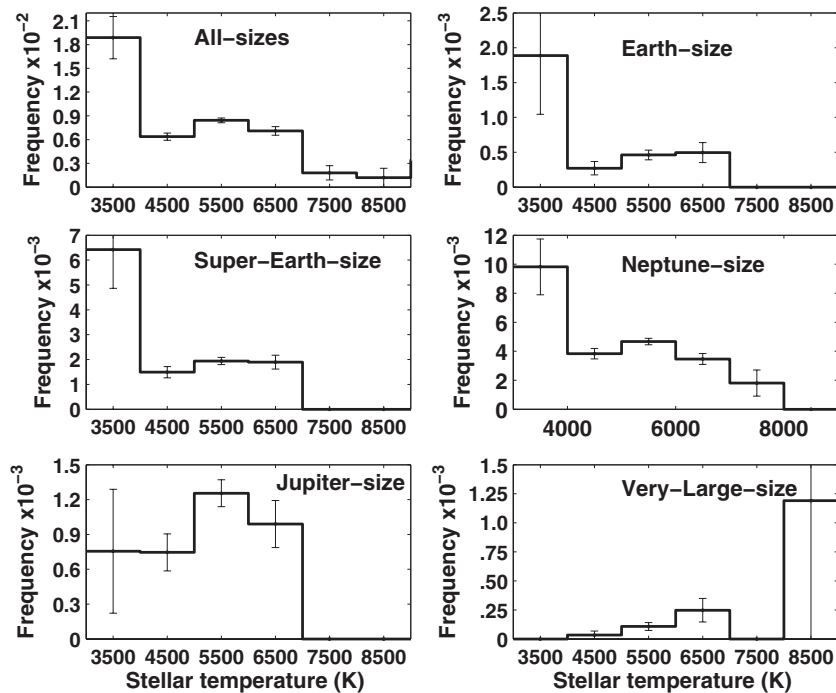 All−sizes
Frequency x10−2
2.1
1.8
1.5
1.2
0.9
0.6
0.3
0
3500 4500 5500 6500 7500 8500
Earth−size
Frequency x10−3
2.5
2.0
1.5
1.0
0.5
0
3500 4500 5500 6500 7500 8500
Super−Earth−size
Frequency x10−3
7
6
5
4
3
2
1
0
3500 4500 5500 6500 7500 8500
Neptune−size
Frequency x10−3
12
10
8
6
4
2
0
4000 6000 8000
Jupiter−size
Frequency x10−3
1.5
1.2
0.9
0.6
0.3
0
3500 4500 5500 6500 7500 8500
Stellar temperature (K)
Very−Large−size
Frequency x10−3
1.5
1.25
1.0
.75
.50
.25
0
3500 4500 5500 6500 7500 8500
Stellar temperature (K)